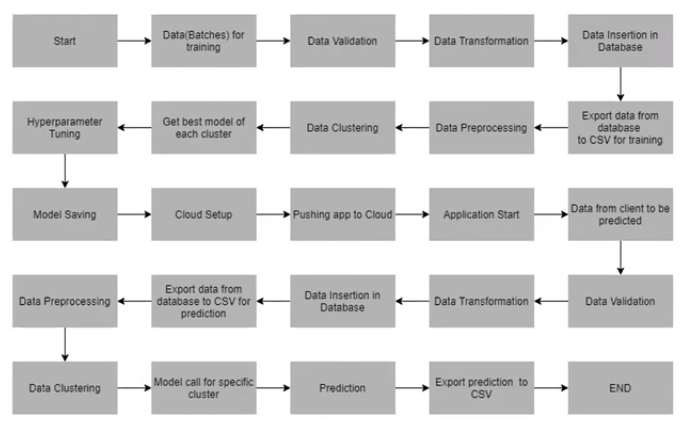 Start
Data(Batches) for
training
Data Validation
Data Transformation
Data Insertion in
Database
Hyperparameter
Tuning
Get best model of
each cluster
Data Clustering
Data Preprocessing
Export data from
database
to CSV for training
Model Saving
Cloud Setup
Pushing app to Cloud
Application Start
Data from client to be
predicted
Data Preprocessing
Export data from
database to CSV for
prediction
Data Insertion in
Database
Data Transformation
Data Validation
Data Clustering
Model call for specific
cluster
Prediction
Export prediction to
CSV
END